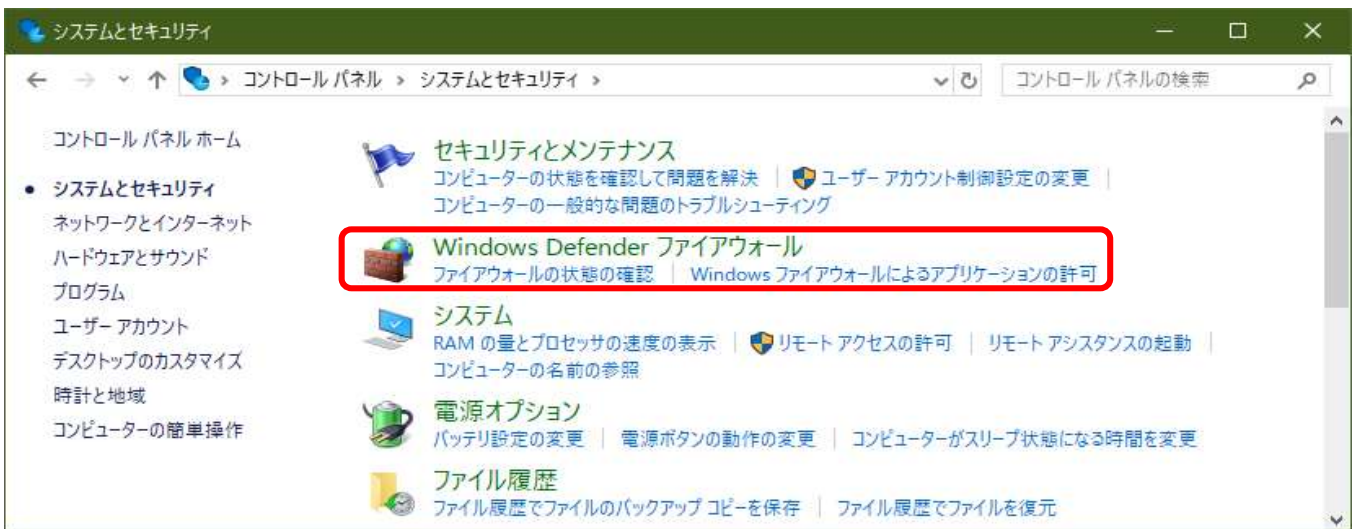 システムとセキュリティ
コントロール パネル > システムとセキュリティ >
コントロール パネルの検索
コントロール パネル ホーム
システムとセキュリティ
ネットワークとインターネット
ハードウェアとサウンド
プログラム
ユーザー アカウント
デスクトップのカスタマイズ
時計と地域
コンピューターの簡単操作
セキュリティとメンテナンス
コンピューターの状態を確認して問題を解決 | ユーザー アカウント制御設定の変更 |
コンピューターの一般的な問題のトラブルシューティング
Windows Defender ファイアウォール
ファイアウォールの状態の確認 | Windows ファイアウォールによるアプリケーションの許可
システム
RAM の量とプロセッサの速度の表示 | リモート アクセスの許可 | リモート アシスタンスの起動 |
コンピューターの名前の参照
電源オプション
バッテリ設定の変更 | 電源ボタンの動作の変更 | コンピューターがスリープ状態になる時間を変更
ファイル履歴
ファイル履歴でファイルのバックアップ コピーを保存 | ファイル履歴でファイルを復元